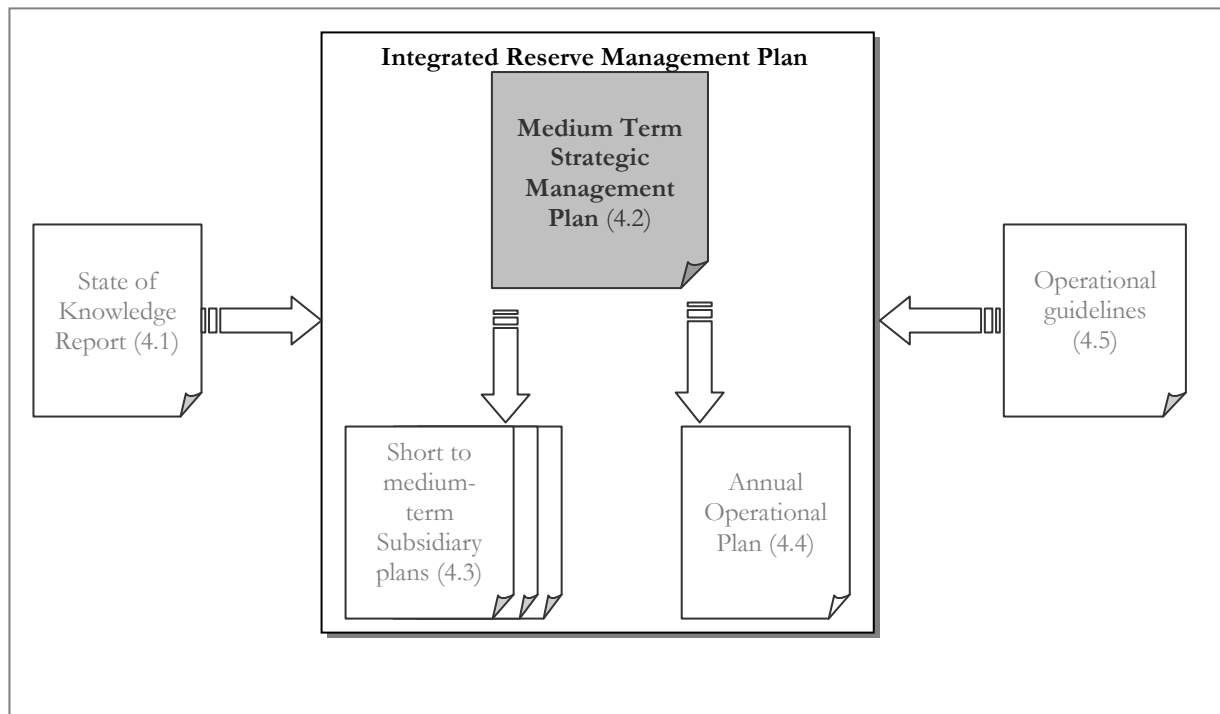 Integrated Reserve Management Plan
Medium Term
Strategic
Management
Plan (4.2)
State of
Knowledge
Report (4.1)
Operational
guidelines
(4.5)
Short to
medium-
term
Subsidiary
plans (4.3)
Annual
Operational
Plan (4.4)